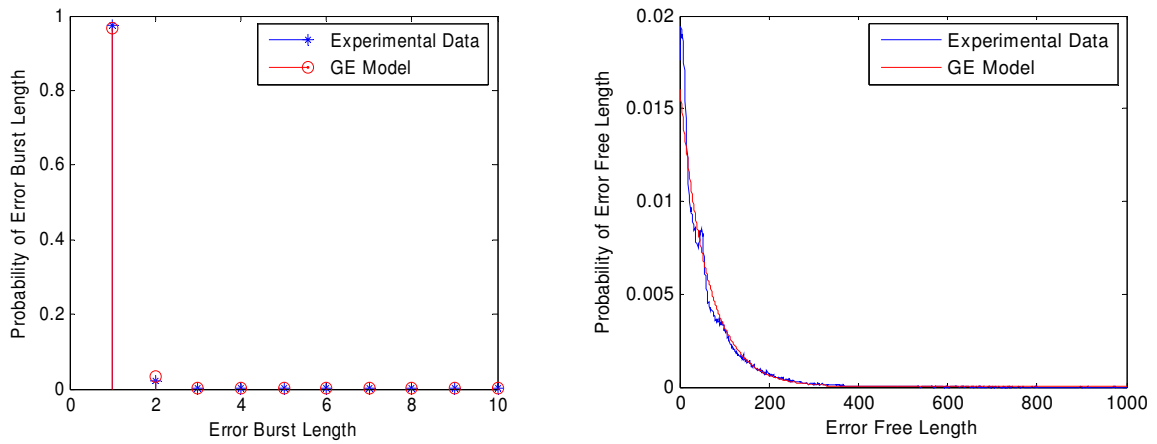 1
0.8
0.6
0.4
0.2
0
0 2 4 6 8 10
Probability of Error Burst Length
Error Burst Length
Experimental Data
GE Model
0.02
0.015
0.01
0.005
0
0 200 400 600 800 1000
Probability of Error Free Length
Error Free Length
Experimental Data
GE Model